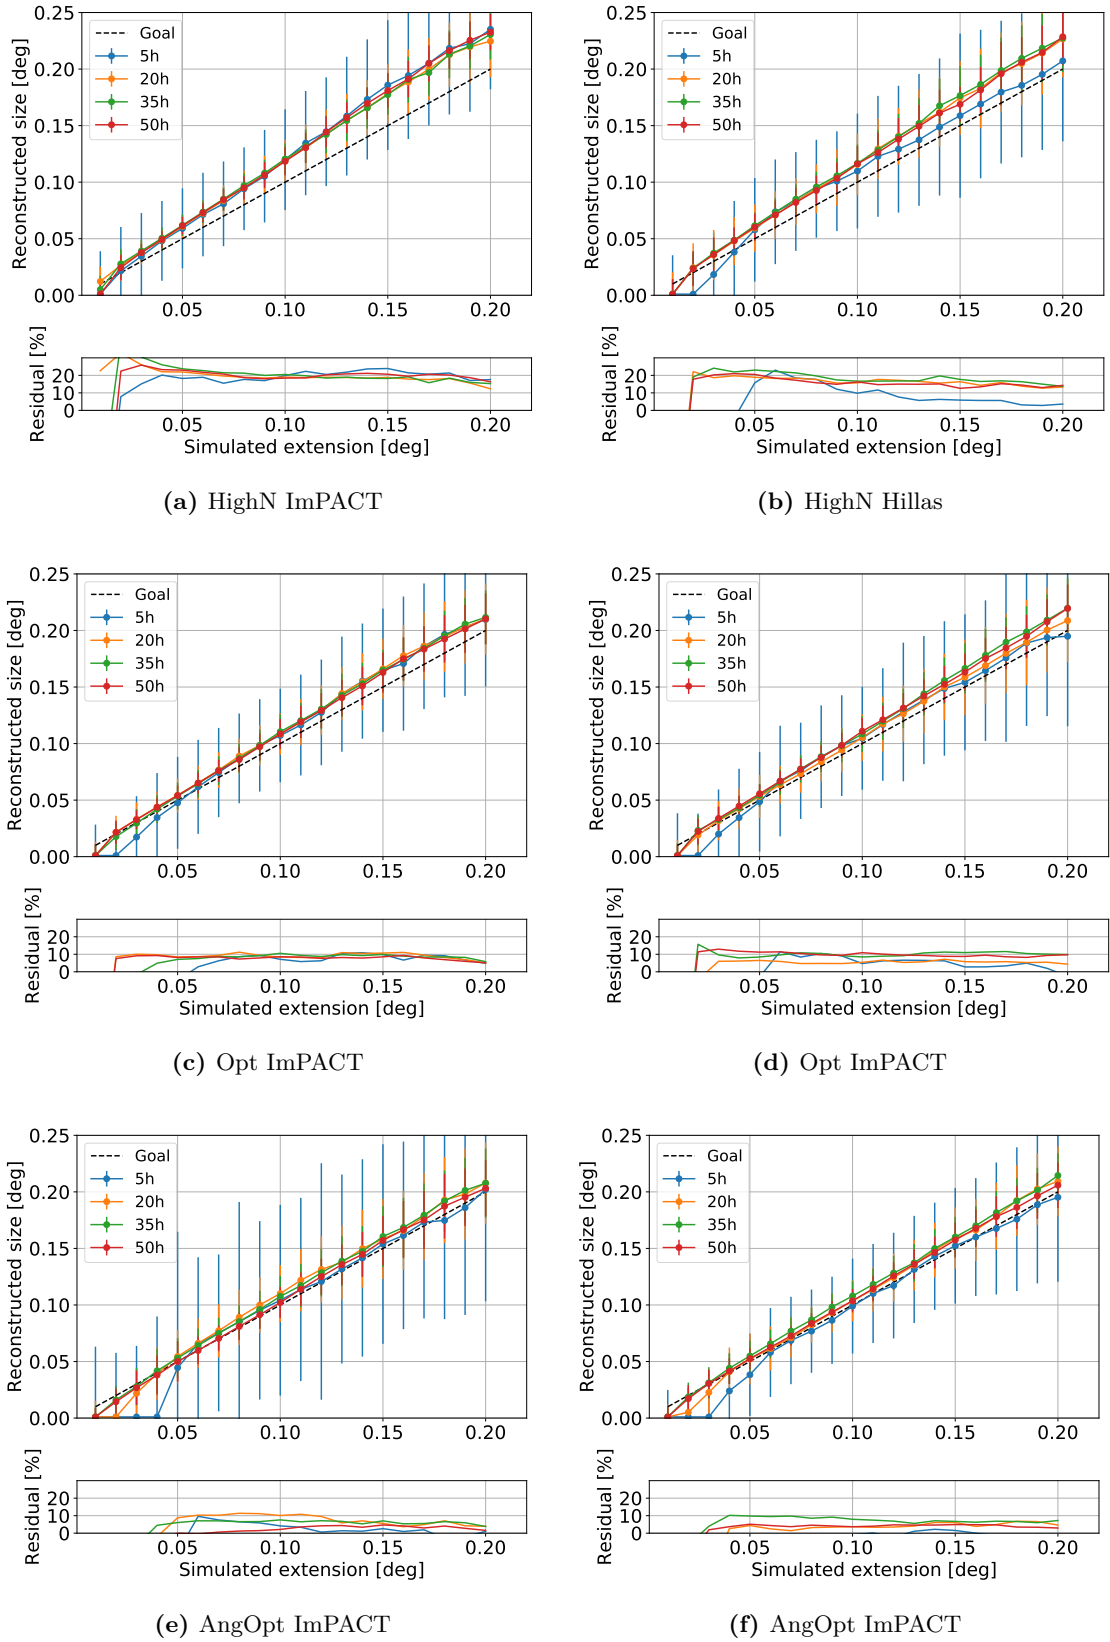 0.25
0.20
0.15
0.10
0.05
0.00
Reconstructed size [deg]
Goal
5h
20h
35h
50h
0.05 0.10 0.15 0.20
Residual [%]
20
10
0
0.05 0.10 0.15 0.20
Simulated extension [deg]
(a) HighN ImPACT
0.25
0.20
0.15
0.10
0.05
0.00
Reconstructed size [deg]
Goal
5h
20h
35h
50h
0.05 0.10 0.15 0.20
Residual [%]
20
10
0
0.05 0.10 0.15 0.20
Simulated extension [deg]
(b) HighN Hillas
0.25
0.20
0.15
0.10
0.05
0.00
Reconstructed size [deg]
Goal
5h
20h
35h
50h
0.05 0.10 0.15 0.20
Residual [%]
20
10
0
0.05 0.10 0.15 0.20
Simulated extension [deg]
(c) Opt ImPACT
0.25
0.20
0.15
0.10
0.05
0.00
Reconstructed size [deg]
Goal
5h
20h
35h
50h
0.05 0.10 0.15 0.20
Residual [%]
20
10
0
0.05 0.10 0.15 0.20
Simulated extension [deg]
(d) Opt ImPACT
0.25
0.20
0.15
0.10
0.05
0.00
Reconstructed size [deg]
Goal
5h
20h
35h
50h
0.05 0.10 0.15 0.20
Residual [%]
20
10
0
0.05 0.10 0.15 0.20
Simulated extension [deg]
(e) AngOpt ImPACT
0.25
0.20
0.15
0.10
0.05
0.00
Reconstructed size [deg]
Goal
5h
20h
35h
50h
0.05 0.10 0.15 0.20
Residual [%]
20
10
0
0.05 0.10 0.15 0.20
Simulated extension [deg]
(f) AngOpt ImPACT